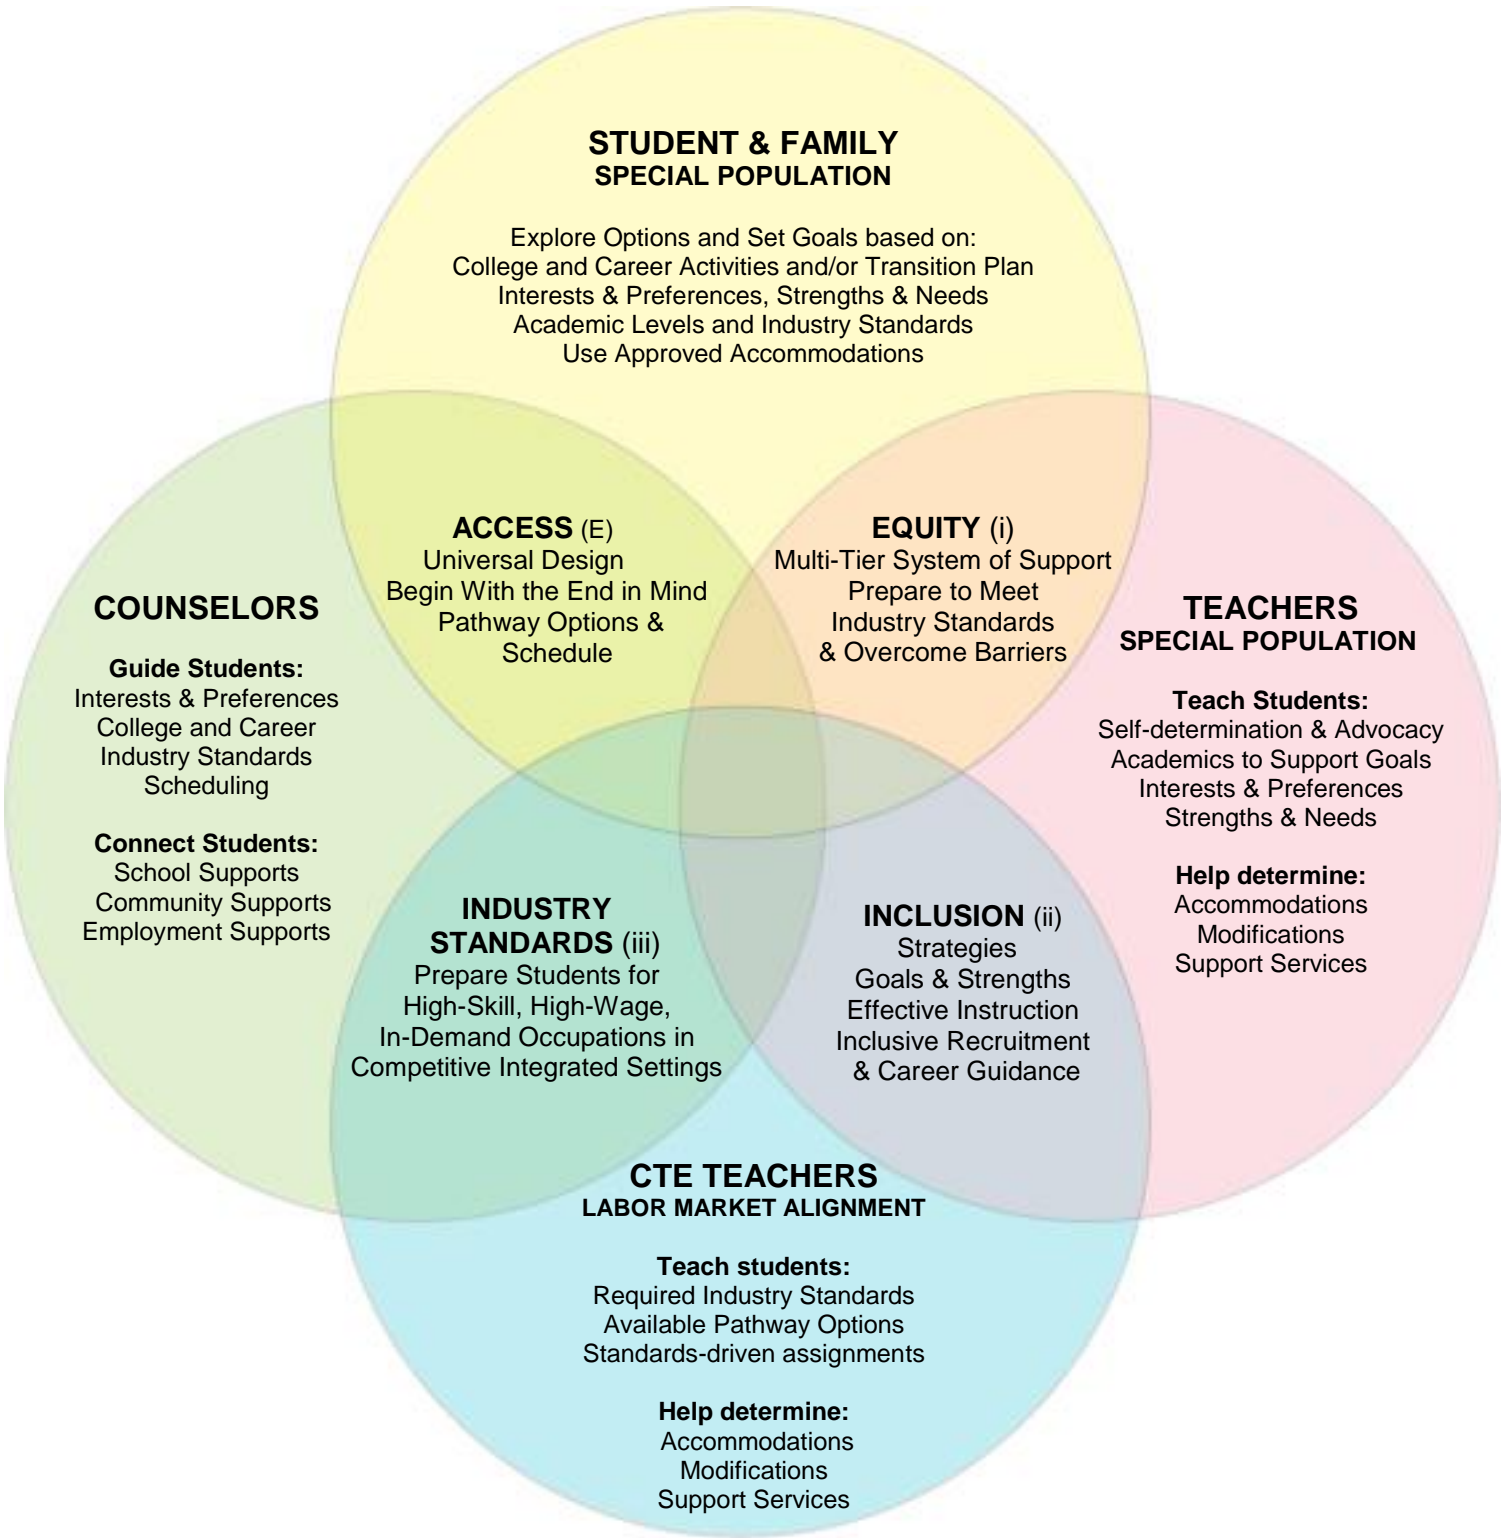 STUDENT & FAMILY
SPECIAL POPULATION
Explore Options and Set Goals based on:
College and Career Activities and/or Transition Plan
Interests & Preferences, Strengths & Needs
Academic Levels and Industry Standards
Use Approved Accommodations
ACCESS (E)
Universal Design
Begin With the End in Mind
Pathway Options &
Schedule
EQUITY (i)
Multi-Tier System of Support
Prepare to Meet
Industry Standards
& Overcome Barriers
COUNSELORS
Guide Students:
Interests & Preferences
College and Career
Industry Standards
Scheduling
Connect Students:
School Supports
Community Supports
Employment Supports
TEACHERS
SPECIAL POPULATION
Teach Students:
Self-determination & Advocacy
Academics to Support Goals
Interests & Preferences
Strengths & Needs
Help determine:
Accommodations
Modifications
Support Services
INDUSTRY
STANDARDS (iii)
Prepare Students for
High-Skill, High-Wage,
In-Demand Occupations in
Competitive Integrated Settings
INCLUSION (ii)
Strategies
Goals & Strengths
Effective Instruction
Inclusive Recruitment
& Career Guidance
CTE TEACHERS
LABOR MARKET ALIGNMENT
Teach students:
Required Industry Standards
Available Pathway Options
Standards-driven assignments
Help determine:
Accommodations
Modifications
Support Services